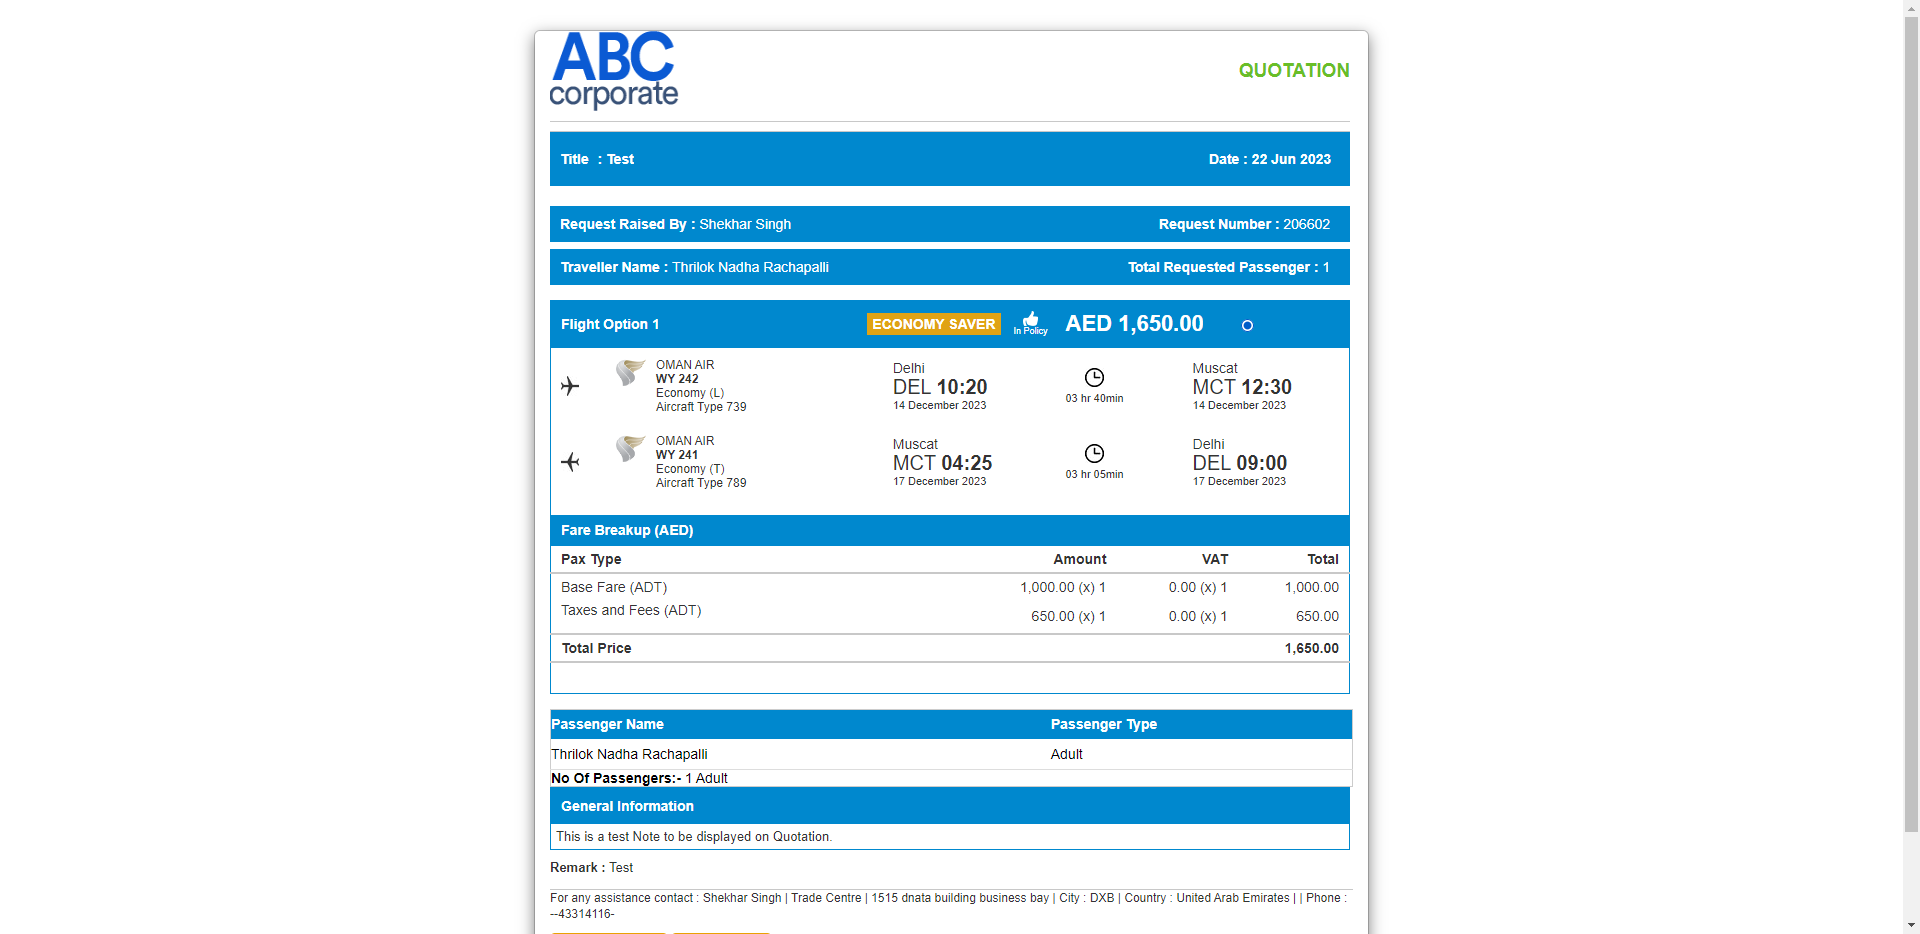 ABC
corporate
QUOTATION
Title : Test
Date : 22 Jun 2023
Request Raised By : Shekhar Singh
Request Number : 206602
Traveller Name : Thrilok Nadha Rachapalli
Total Requested Passenger : 1
Flight Option 1
ECONOMY SAVER
In Policy
AED 1,650.00
OMAN AIR
WY 242
Economy (L)
Aircraft Type 739
Delhi
DEL 10:20
14 December 2023
03 hr 40min
Muscat
MCT 12:30
14 December 2023
OMAN AIR
WY 241
Economy (T)
Aircraft Type 789
Muscat
MCT 04:25
17 December 2023
03 hr 05min
Delhi
DEL 09:00
17 December 2023
Fare Breakup (AED)
Pax Type Amount VAT Total
Base Fare (ADT) 1,000.00 (x) 1 0.00 (x) 1 1,000.00
Taxes and Fees (ADT) 650.00 (x) 1 0.00 (x) 1 650.00
Total Price 1,650.00
Passenger Name Passenger Type
Thrilok Nadha Rachapalli Adult
No Of Passengers:- 1 Adult
General Information
This is a test Note to be displayed on Quotation.
Remark : Test
For any assistance contact : Shekhar Singh | Trade Centre | 1515 dnata building business bay | City : DXB | Country : United Arab Emirates | | Phone :
--43314116-